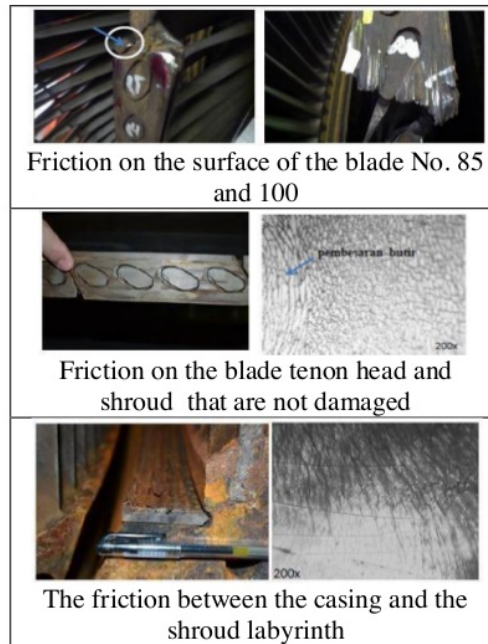 Friction on the surface of the blade No. 85
and 100
pembesaran butir
200x
Friction on the blade tenon head and
shroud that are not damaged
200x
The friction between the casing and the
shroud labyrinth